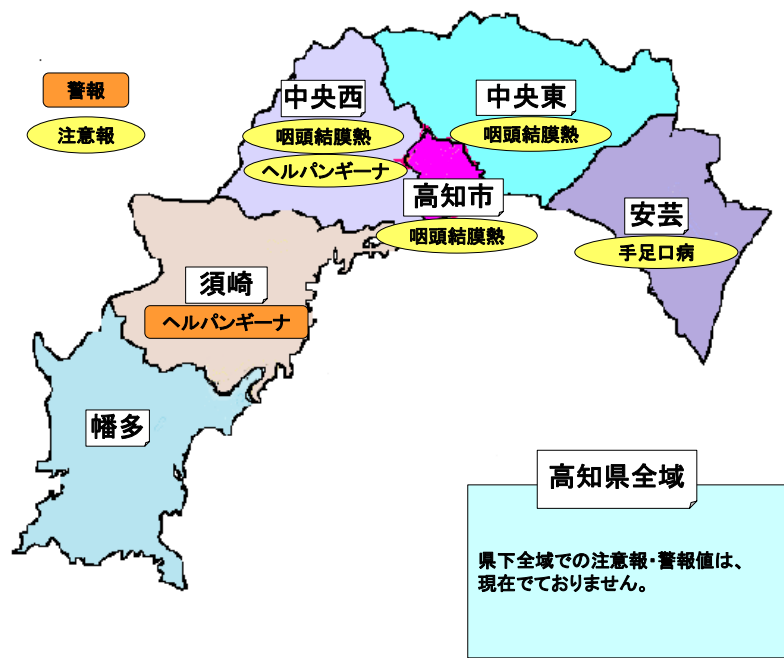 警報
注意報
中央西
咽頭結膜熱
ヘルパンギーナ
中央東
咽頭結膜熱
高知市
咽頭結膜熱
安芸
手足口病
須崎
ヘルパンギーナ
幡多
高知県全域
県下全域での注意報・警報値は、
現在でておりません。